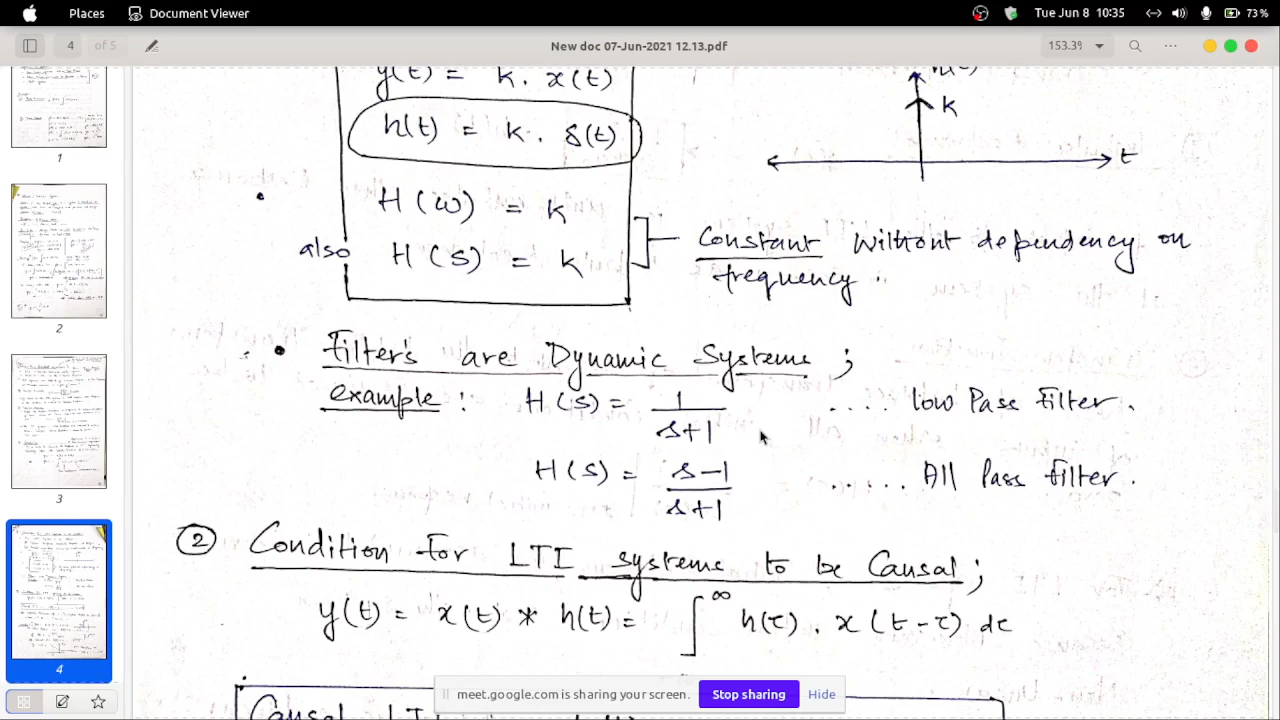 Places Document Viewer Tue Jun 8 10:35 73 %
4 of 5 New doc 07-Jun-2021 12.13.pdf 153.39
y(t) = k . x(t)
k
h(t) = k . δ(t)
t
H(ω) = k
Constant without dependency on
also H(s) = k
frequency .
Filter's are Dynamic Systems ;
example : H(s) = 1/(s+1) .... low Pass filter .
H(s) = (s-1)/(s+1) ..... All Pass filter .
② Condition for LTI systems to be Causal ;
y(t) = x(t) * h(t) = ∫^∞ h(τ) . x(t-τ) dτ
meet.google.com is sharing your screen. Stop sharing Hide
1
2
3
4